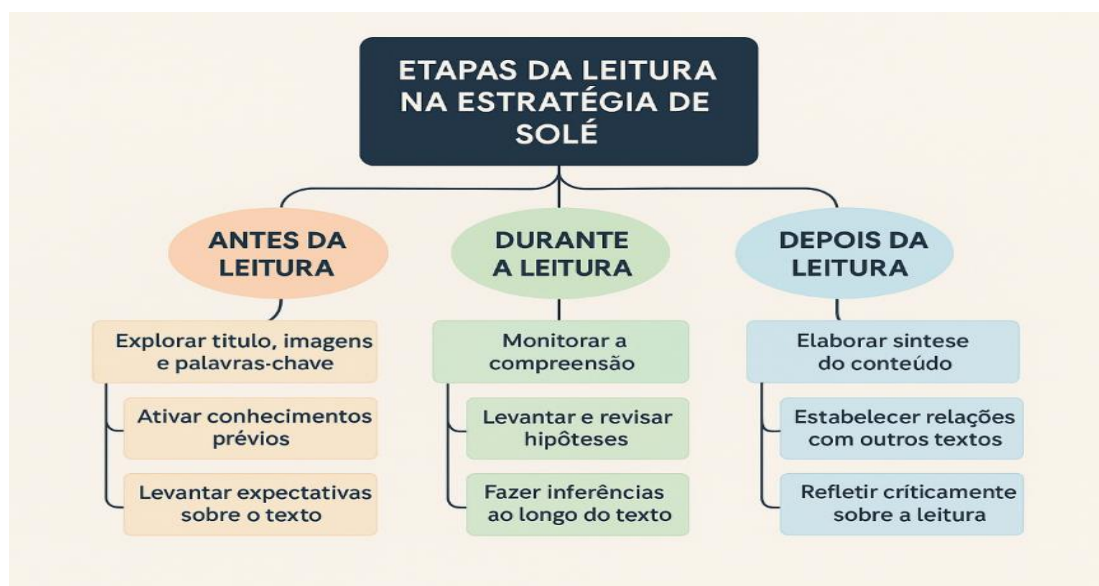 ETAPAS DA LEITURA
NA ESTRATÉGIA DE
SOLÉ
ANTES DA
LEITURA
Explorar titulo, imagens
e palavras-chave
Ativar conhecimentos
prévios
Levantar expectativas
sobre o texto
DURANTE
A LEITURA
Monitorar a
compreensão
Levantar e revisar
hipôteses
Fazer inferências
ao longo do texto
DEPOIS DA
LEITURA
Elaborar sintese
do conteúdo
Estabelecer relações
com outros textos
Refletir críticamente
sobre a leitura